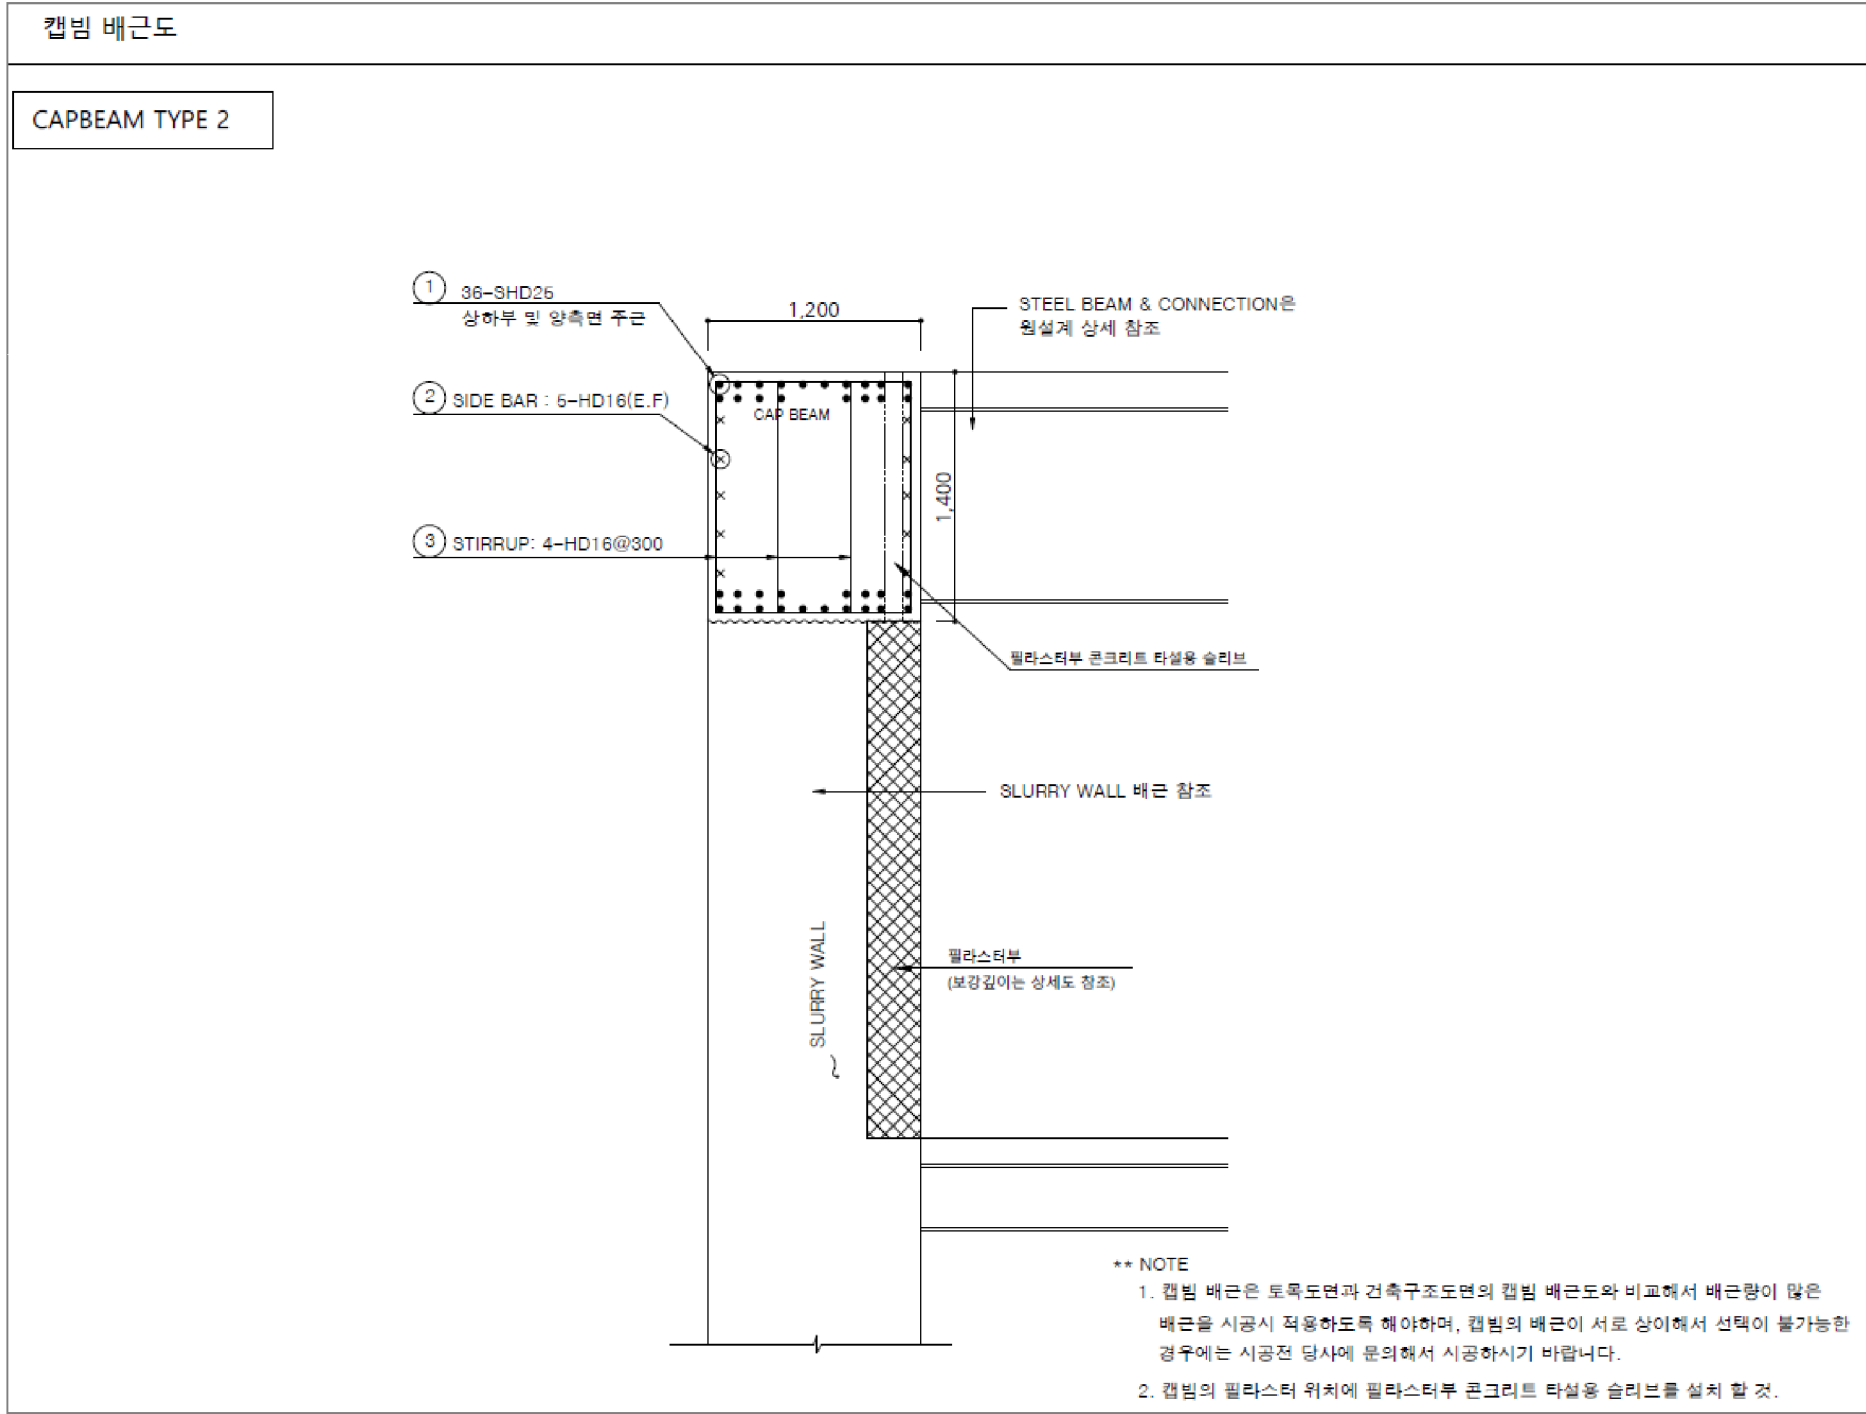 캡빔 배근도
CAPBEAM TYPE 2
1 36-SHD25
상하부 및 양측면 주근
1,200
STEEL BEAM & CONNECTION은
원설계 상세 참조
2 SIDE BAR : 5-HD16(E.F)
CAP BEAM
1,400
3 STIRRUP: 4-HD16@300
필라스터부 콘크리트 타설용 슬리브
SLURRY WALL 배근 참조
SLURRY WALL
필라스터부
(보강깊이는 상세도 참조)
** NOTE
1. 캡빔 배근은 토목도면과 건축구조도면의 캡빔 배근도와 비교해서 배근량이 많은
배근을 시공시 적용하도록 해야하며, 캡빔의 배근이 서로 상이해서 선택이 불가능한
경우에는 시공전 당사에 문의해서 시공하시기 바랍니다.
2. 캡빔의 필라스터 위치에 필라스터부 콘크리트 타설용 슬리브를 설치 할 것.